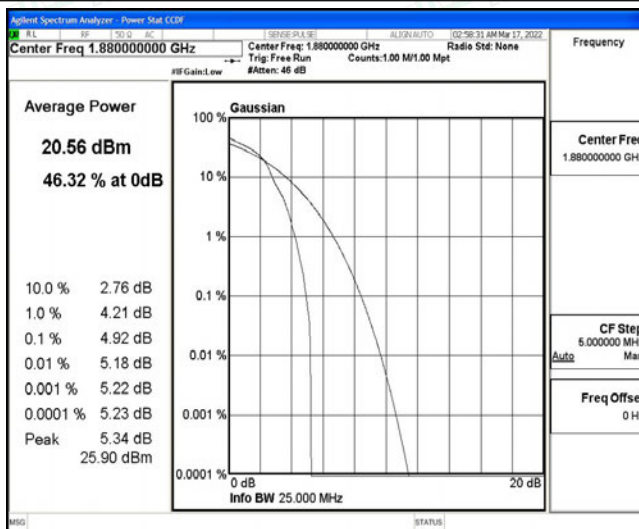 Agilent Spectrum Analyzer - Power Stat CCDF
RL RF 50 Ω AC SENSE:PULSE ALIGN AUTO 02:58:31 AM Mar 17, 2022
Center Freq 1.880000000 GHz
Center Freq: 1.880000000 GHz Radio Std: None
Trig: Free Run Counts:1.00 M/1.00 Mpt
#IFGain:Low #Atten: 46 dB
Frequency
Average Power
20.56 dBm
46.32 % at 0dB
10.0 % 2.76 dB
1.0 % 4.21 dB
0.1 % 4.92 dB
0.01 % 5.18 dB
0.001 % 5.22 dB
0.0001 % 5.23 dB
Peak 5.34 dB
25.90 dBm
Gaussian
100 %
10 %
1 %
0.1 %
0.01 %
0.001 %
0.0001 %
0 dB 20 dB
Info BW 25.000 MHz
Center Fre
1.880000000 GH
CF Step
5.000000 MH
Auto Ma
Freq Offse
0 H
MSG STATUS